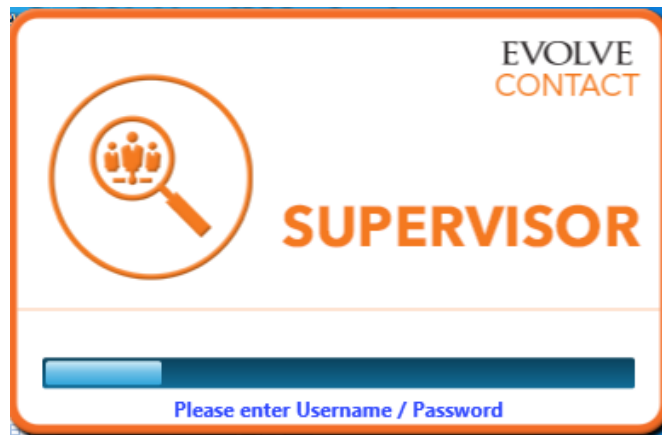 EVOLVE
CONTACT
SUPERVISOR
Please enter Username / Password